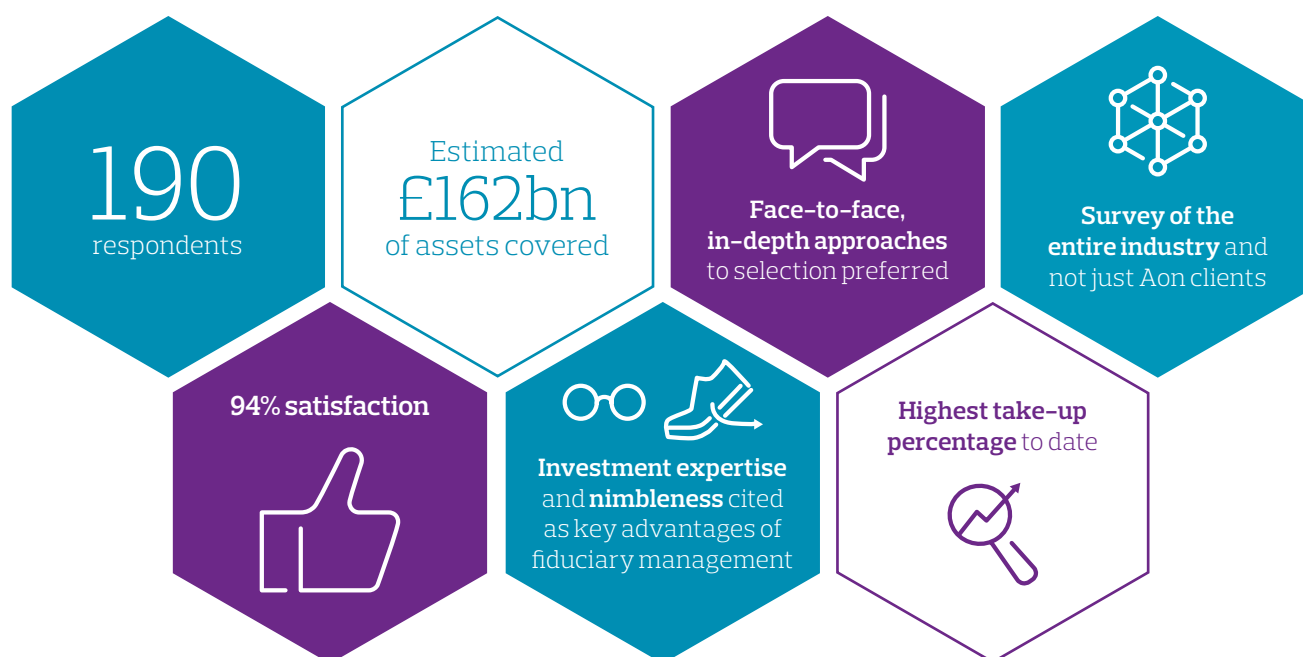 190
respondents
Estimated
£162bn
of assets covered
Face-to-face,
in-depth approaches
to selection preferred
Survey of the
entire industry and
not just Aon clients
94% satisfaction
Investment expertise
and nimbleness cited
as key advantages of
fiduciary management
Highest take-up
percentage to date